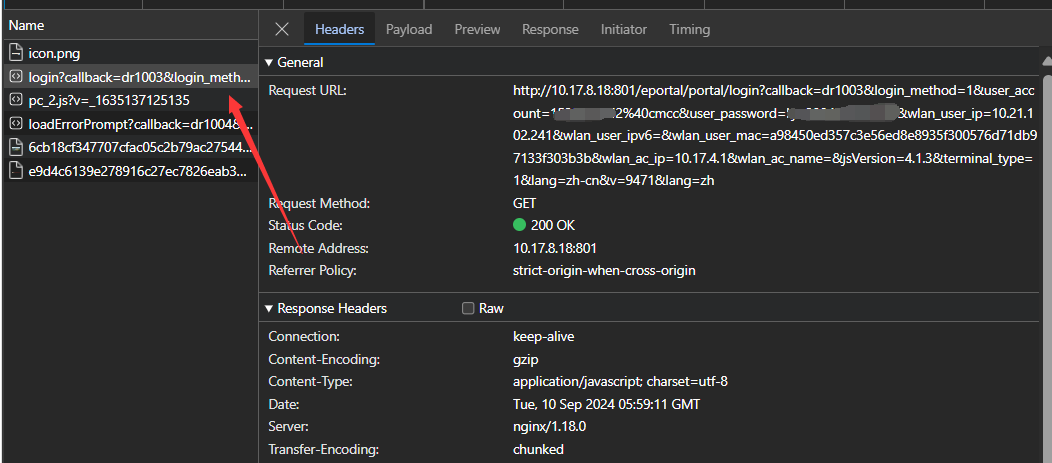 Name
Headers Payload Preview Response Initiator Timing
icon.png
login?callback=dr1003&login_meth...
pc_2.js?v=_1635137125135
loadErrorPrompt?callback=dr1004&...
6cb18cf347707cfac05c2b79ac27544...
e9d4c6139e278916c27ec7826eab3...
General
Request URL: http://10.17.8.18:801/eportal/portal/login?callback=dr1003&login_method=1&user_acc
ount= 2%40cmcc&user_password= &wlan_user_ip=10.21.1
02.241&wlan_user_ipv6=&wlan_user_mac=a98450ed357c3e56ed8e8935f300576d71db9
7133f303b3b&wlan_ac_ip=10.17.4.1&wlan_ac_name=&jsVersion=4.1.3&terminal_type=
1&lang=zh-cn&v=9471&lang=zh
Request Method: GET
Status Code: 200 OK
Remote Address: 10.17.8.18:801
Referrer Policy: strict-origin-when-cross-origin
Response Headers Raw
Connection: keep-alive
Content-Encoding: gzip
Content-Type: application/javascript; charset=utf-8
Date: Tue, 10 Sep 2024 05:59:11 GMT
Server: nginx/1.18.0
Transfer-Encoding: chunked